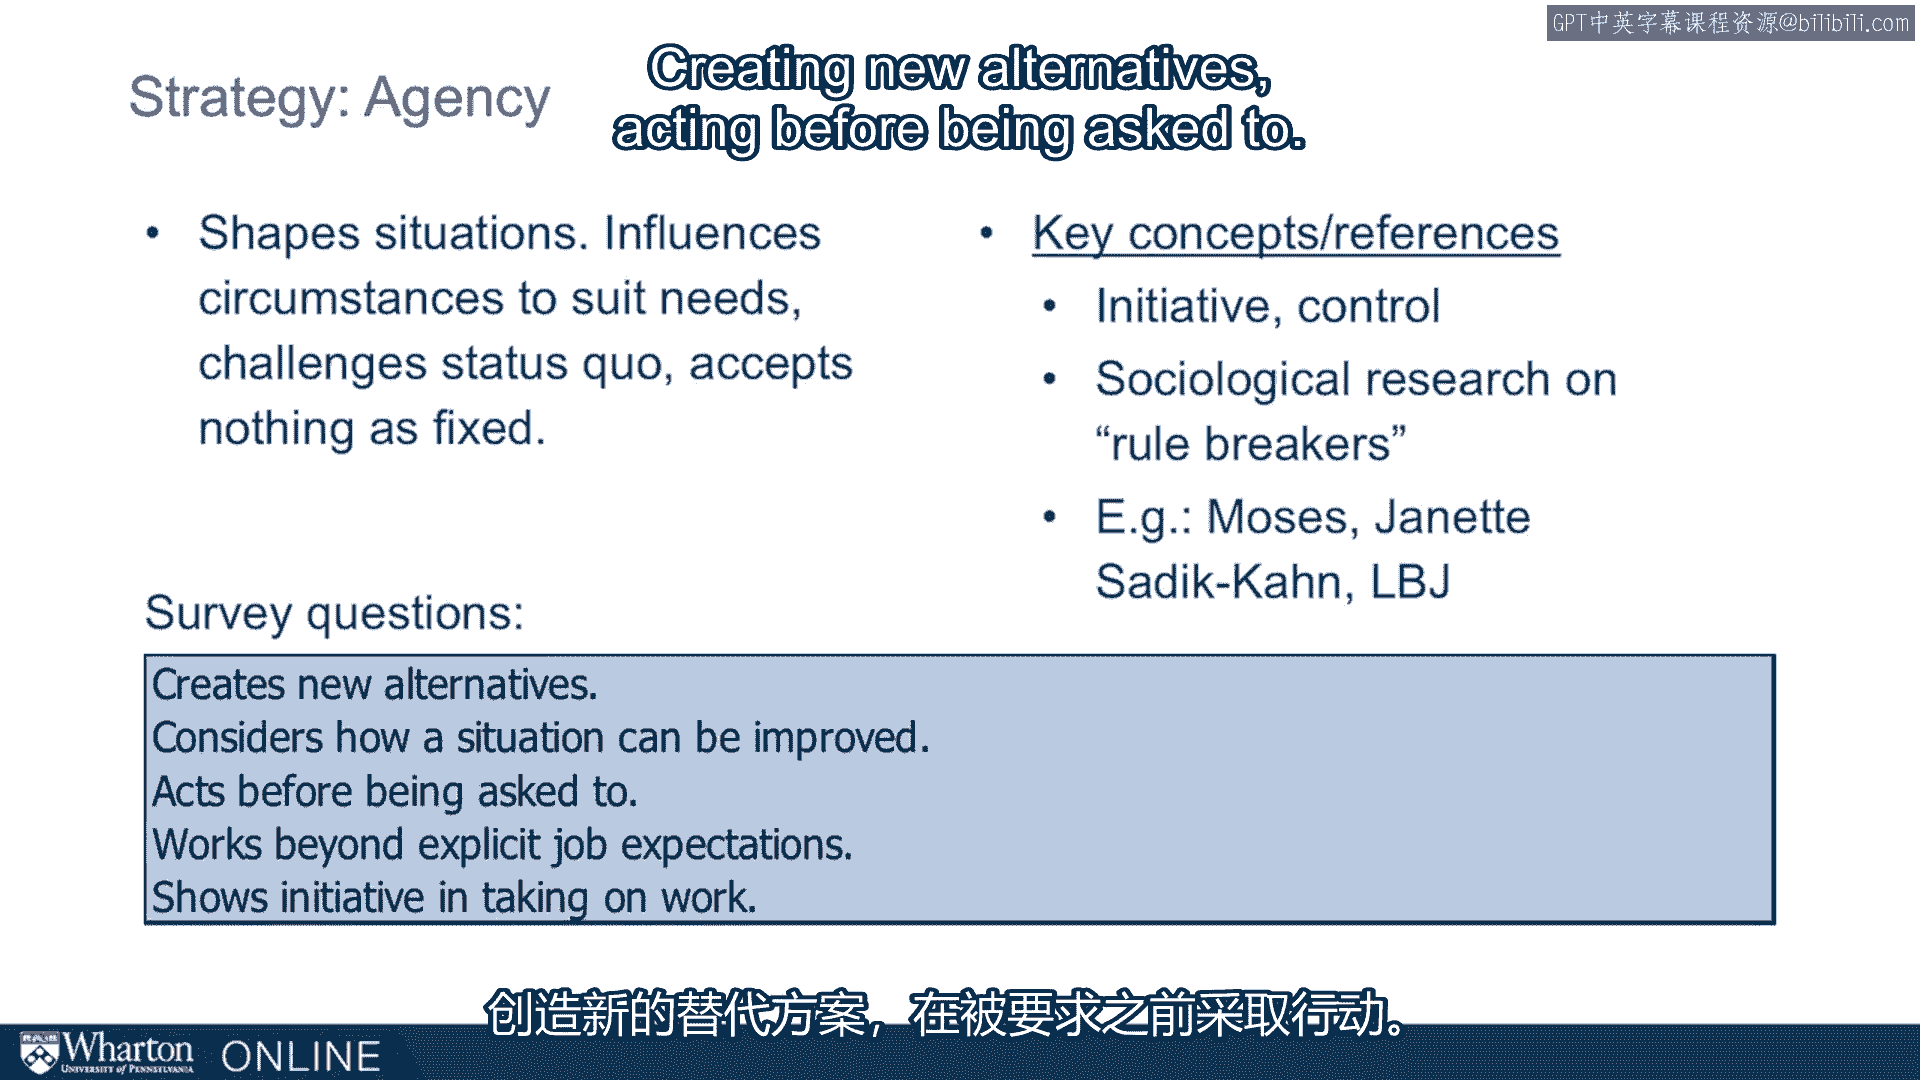 GPT中英字幕课程资源@bilibili.com
Creating new alternatives,
acting before being asked to.
Strategy: Agency
• Shapes situations. Influences
circumstances to suit needs,
challenges status quo, accepts
nothing as fixed.
• Key concepts/references
• Initiative, control
• Sociological research on
“rule breakers”
• E.g.: Moses, Janette
Sadik-Kahn, LBJ
Survey questions:
Creates new alternatives.
Considers how a situation can be improved.
Acts before being asked to.
Works beyond explicit job expectations.
Shows initiative in taking on work.
创造新的替代方案，在被要求之前采取行动。
Wharton
UNIVERSITY of PENNSYLVANIA
ONLINE